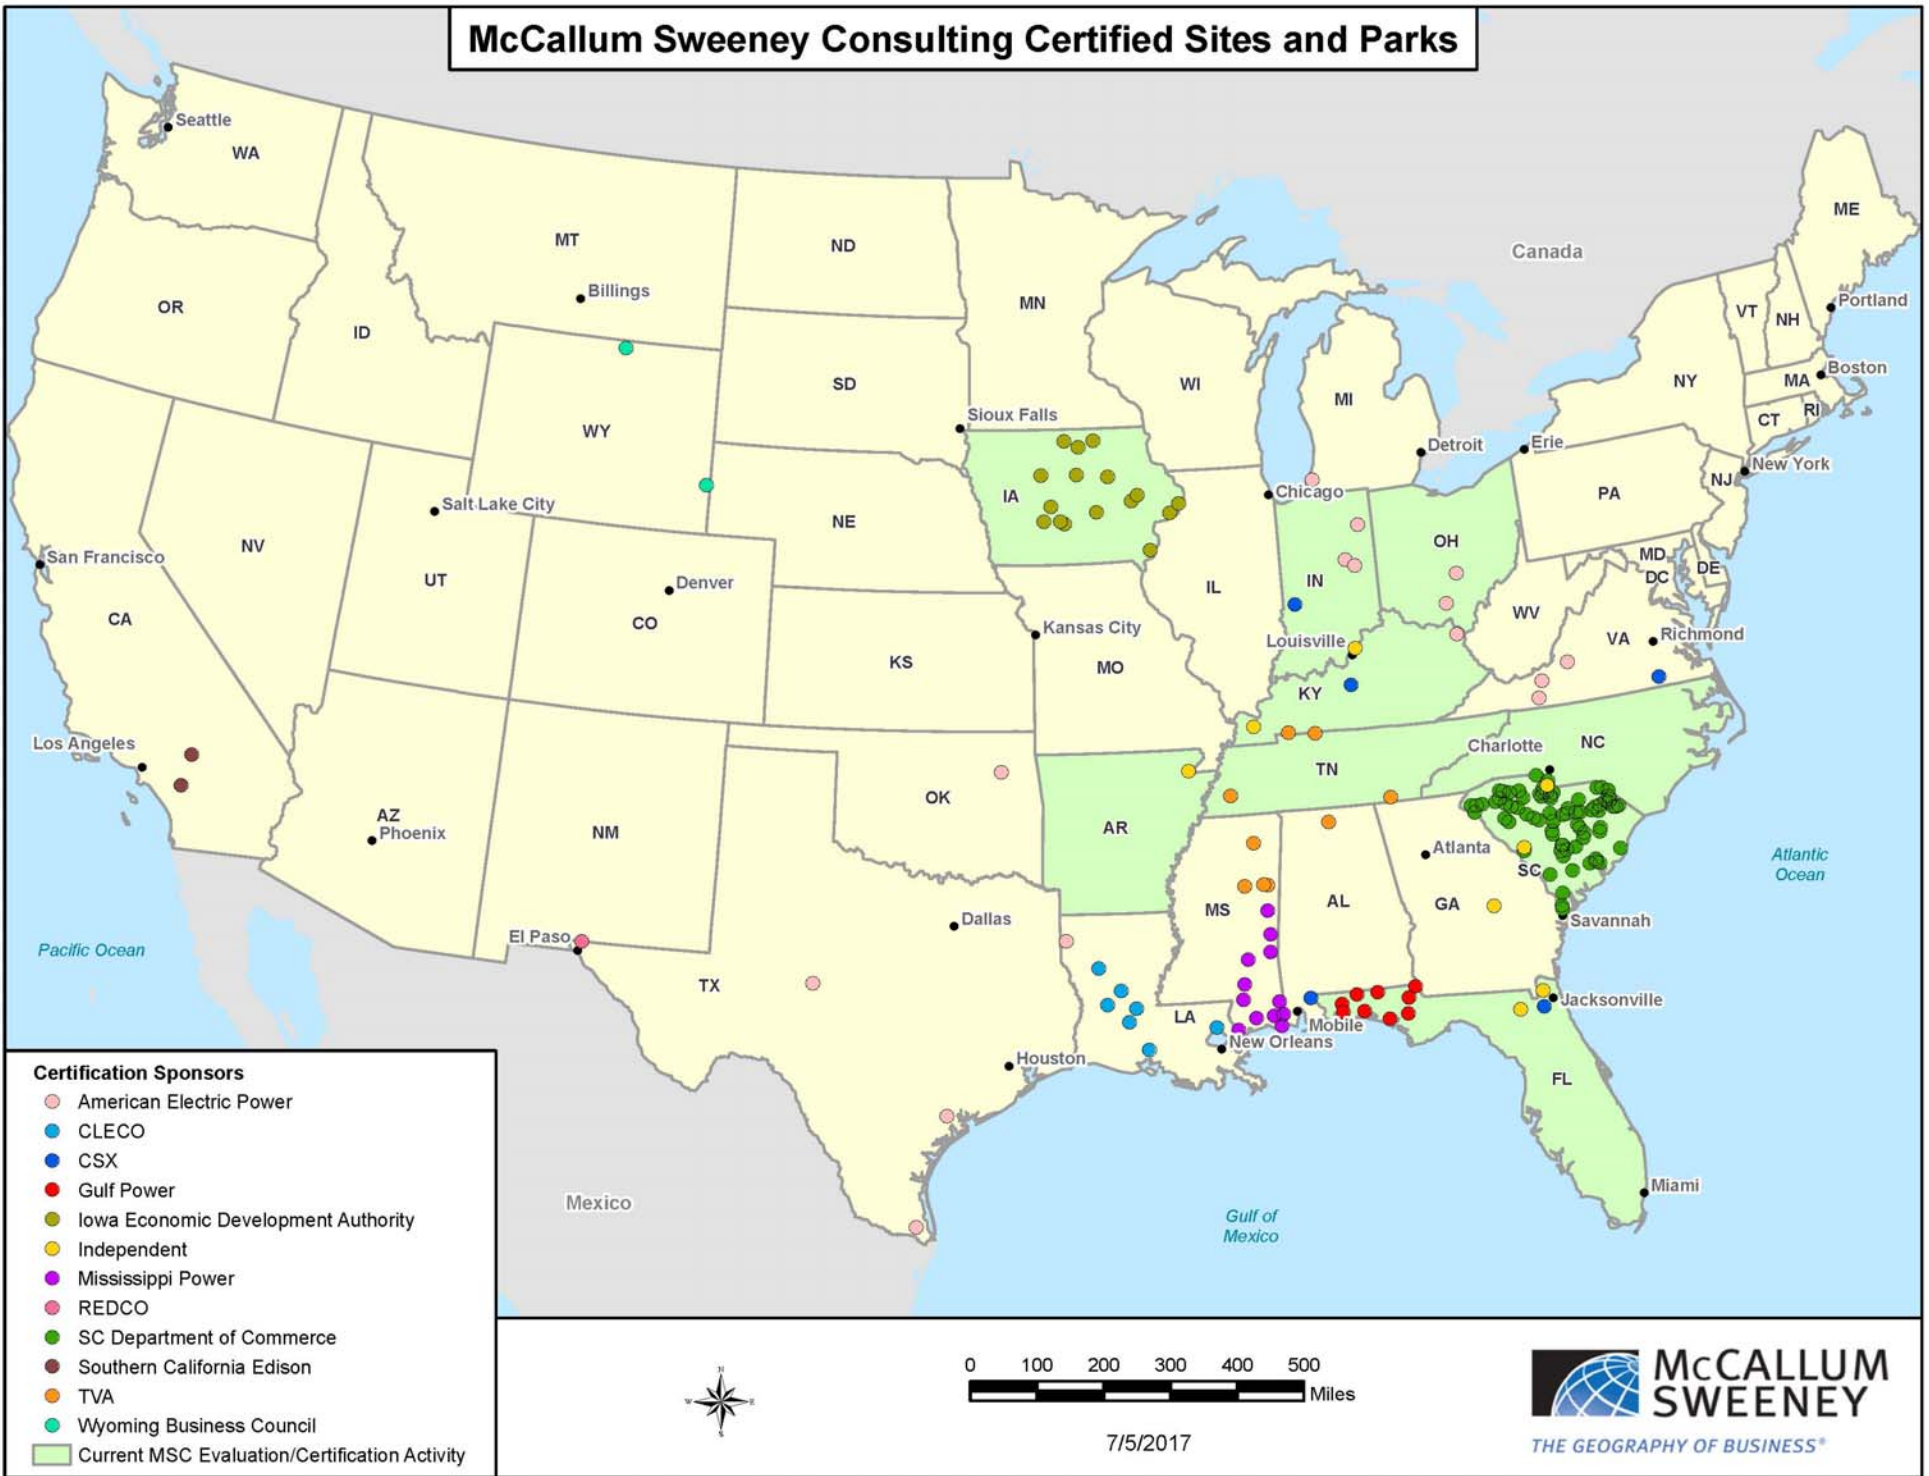 McCallum Sweeney Consulting Certified Sites and Parks
Seattle
WA
ME
MT
ND
Canada
Billings
MN
Portland
OR
ID
VT
NH
SD
WI
MI
NY
MA
Boston
WY
Sioux Falls
CT
RI
Detroit
Erie
New York
Salt Lake City
IA
Chicago
PA
NJ
NE
NV
San Francisco
OH
MD
DE
UT
Denver
IN
IL
DC
CA
CO
Kansas City
WV
Louisville
VA
Richmond
KS
MO
KY
Los Angeles
Charlotte
NC
TN
OK
AZ
Phoenix
NM
AR
Atlanta
Atlantic
Ocean
SC
MS
AL
GA
Dallas
Savannah
Pacific Ocean
El Paso
TX
Jacksonville
LA
Mobile
New Orleans
Houston
FL
Miami
Mexico
Gulf of
Mexico
Certification Sponsors
American Electric Power
CLECO
CSX
Gulf Power
Iowa Economic Development Authority
Independent
Mississippi Power
REDCO
SC Department of Commerce
Southern California Edison
TVA
Wyoming Business Council
Current MSC Evaluation/Certification Activity
N
W E
S
0 100 200 300 400 500
Miles
7/5/2017
McCALLUM
SWEENEY
THE GEOGRAPHY OF BUSINESS®